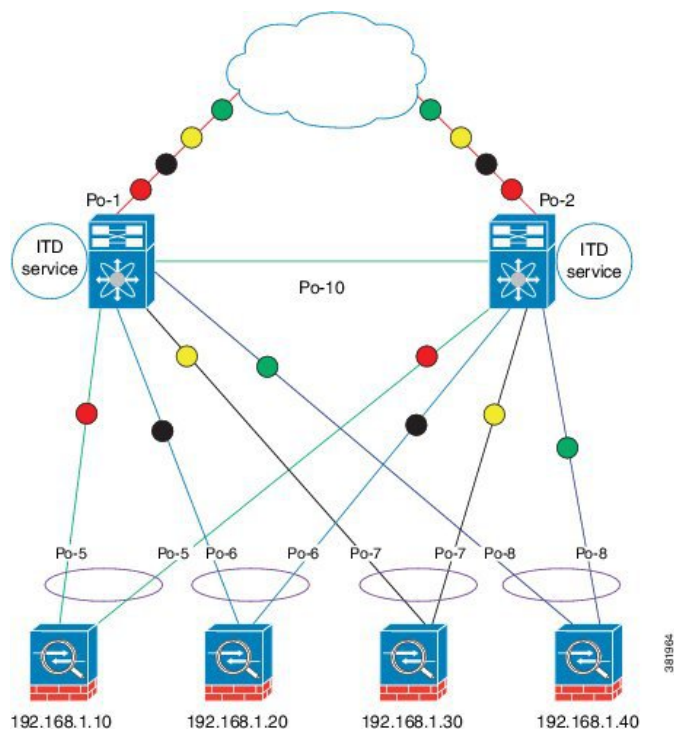 Po-1
Po-2
ITD
service
ITD
service
Po-10
Po-5
Po-5
Po-6
Po-6
Po-7
Po-7
Po-8
Po-8
381964
192.168.1.10
192.168.1.20
192.168.1.30
192.168.1.40